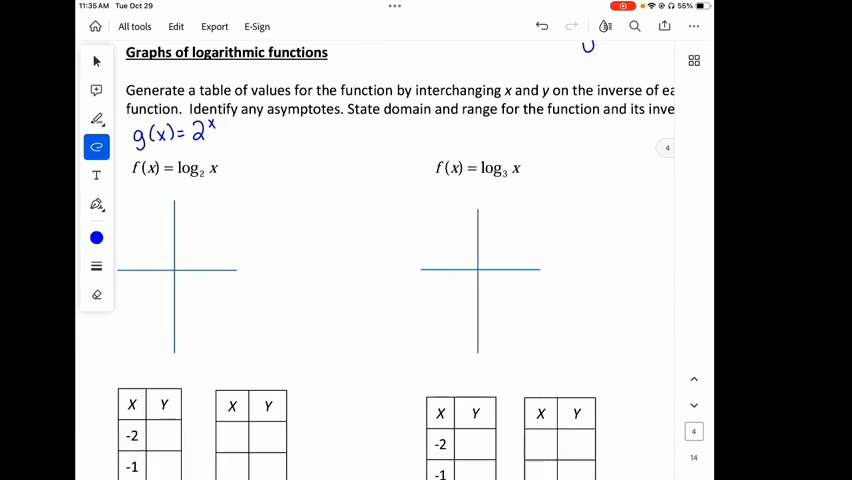 11:35 AM Tue Oct 29
55%
All tools Edit Export E-Sign
Graphs of logarithmic functions
Generate a table of values for the function by interchanging x and y on the inverse of ea
function. Identify any asymptotes. State domain and range for the function and its inve
g(x) = 2^x
4
f(x) = log₂ x f(x) = log₃ x
X Y X Y X Y X Y
-2 -2
-1 -1
T
4
14